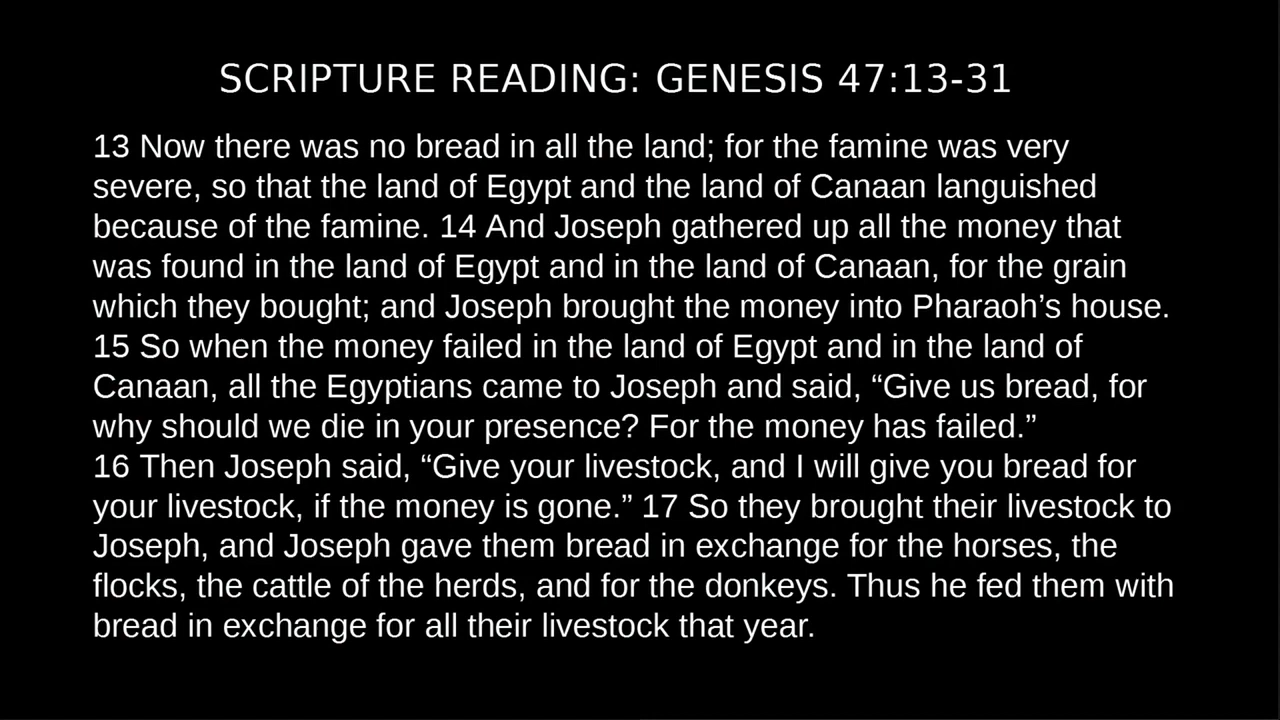 SCRIPTURE READING: GENESIS 47:13-31
13 Now there was no bread in all the land; for the famine was very
severe, so that the land of Egypt and the land of Canaan languished
because of the famine. 14 And Joseph gathered up all the money that
was found in the land of Egypt and in the land of Canaan, for the grain
which they bought; and Joseph brought the money into Pharaoh’s house.
15 So when the money failed in the land of Egypt and in the land of
Canaan, all the Egyptians came to Joseph and said, “Give us bread, for
why should we die in your presence? For the money has failed.”
16 Then Joseph said, “Give your livestock, and I will give you bread for
your livestock, if the money is gone.” 17 So they brought their livestock to
Joseph, and Joseph gave them bread in exchange for the horses, the
flocks, the cattle of the herds, and for the donkeys. Thus he fed them with
bread in exchange for all their livestock that year.